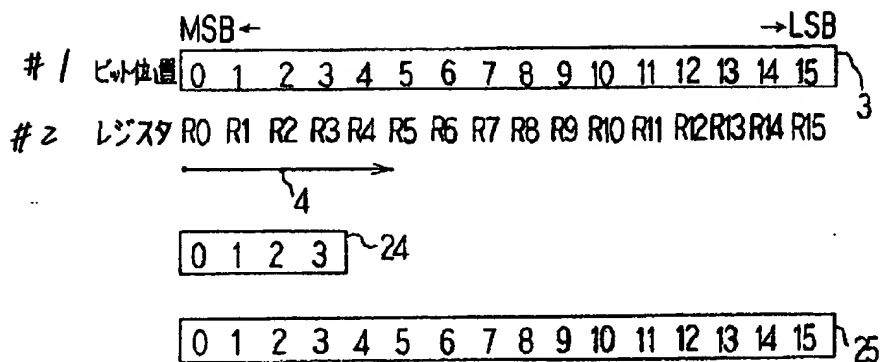 MSB← →LSB
#1 ビット位置 0 1 2 3 4 5 6 7 8 9 10 11 12 13 14 15 3
#2 レジスタ R0 R1 R2 R3 R4 R5 R6 R7 R8 R9 R10 R11 R12 R13 R14 R15
4
0 1 2 3 24
0 1 2 3 4 5 6 7 8 9 10 11 12 13 14 15 25